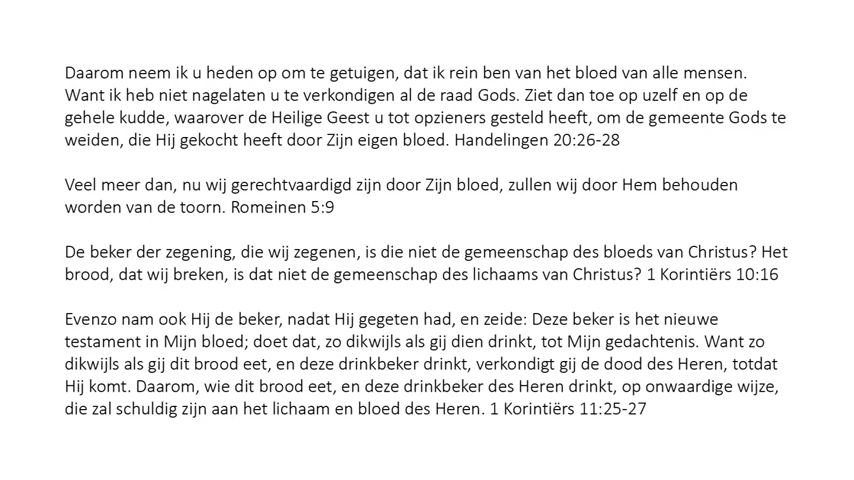 Daarom neem ik u heden op om te getuigen, dat ik rein ben van het bloed van alle mensen.
Want ik heb niet nagelaten u te verkondigen al de raad Gods. Ziet dan toe op uzelf en op de
gehele kudde, waarover de Heilige Geest u tot opzieners gesteld heeft, om de gemeente Gods te
weiden, die Hij gekocht heeft door Zijn eigen bloed. Handelingen 20:26-28
Veel meer dan, nu wij gerechtvaardigd zijn door Zijn bloed, zullen wij door Hem behouden
worden van de toorn. Romeinen 5:9
De beker der zegening, die wij zegenen, is die niet de gemeenschap des bloeds van Christus? Het
brood, dat wij breken, is dat niet de gemeenschap des lichaams van Christus? 1 Korintiërs 10:16
Evenzo nam ook Hij de beker, nadat Hij gegeten had, en zeide: Deze beker is het nieuwe
testament in Mijn bloed; doet dat, zo dikwijls als gij dien drinkt, tot Mijn gedachtenis. Want zo
dikwijls als gij dit brood eet, en deze drinkbeker drinkt, verkondigt gij de dood des Heren, totdat
Hij komt. Daarom, wie dit brood eet, en deze drinkbeker des Heren drinkt, op onwaardige wijze,
die zal schuldig zijn aan het lichaam en bloed des Heren. 1 Korintiërs 11:25-27